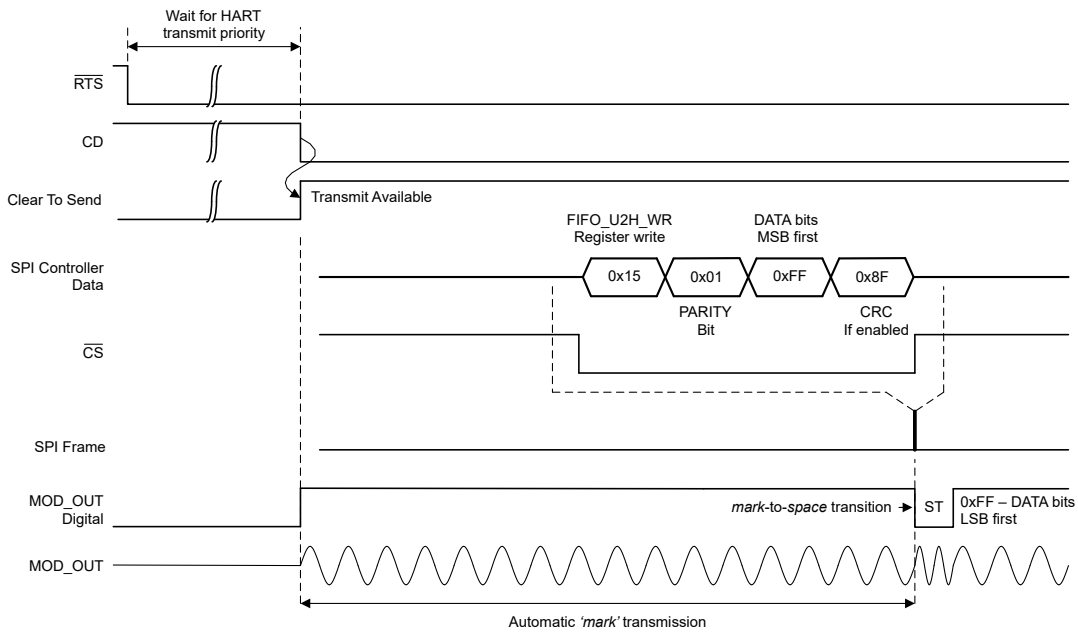 Wait for HART
transmit priority
RTS
CD
Clear To Send
Transmit Available
FIFO_U2H_WR
Register write
DATA bits
MSB first
SPI Controller
Data
0x15
0x01
0xFF
0x8F
PARITY
Bit
CRC
If enabled
CS
SPI Frame
MOD_OUT
Digital
mark-to-space transition
ST
0xFF – DATA bits
LSB first
MOD_OUT
Automatic ‘mark’ transmission